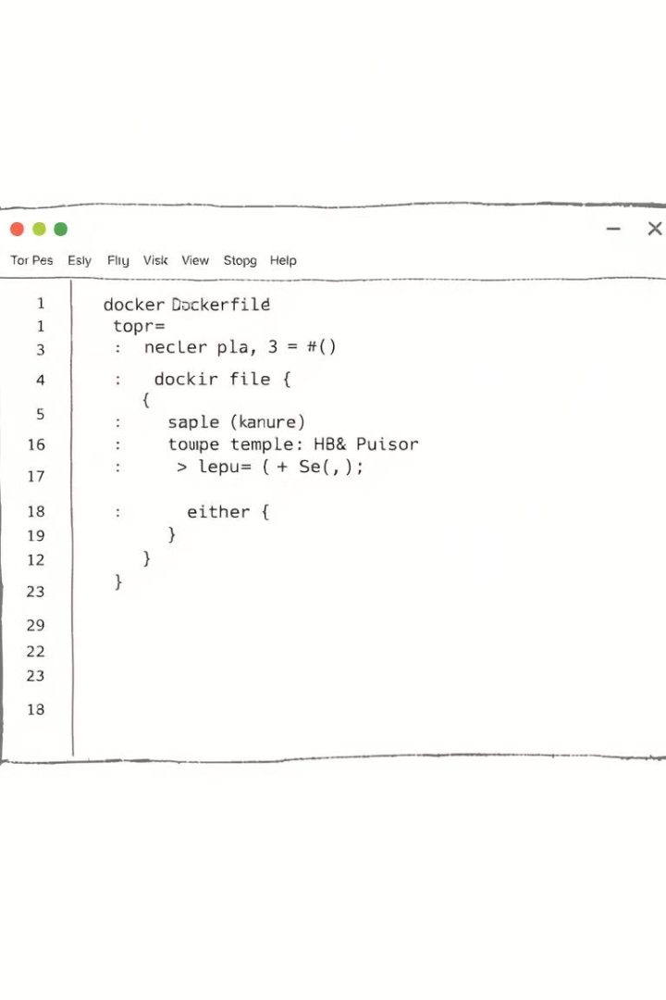 Tor Pes Esly Flıy Visk View Stopg Help
1 docker Dockerfild
1 topr=
3 : necler pla, 3 = #()
4 : dockir file {
{
5 : saple (kanure)
16 : toupe temple: HB& Puisor
17 : > lepu= ( + Se(,);
18 : either {
19 }
12 }
23 }
29
22
23
18